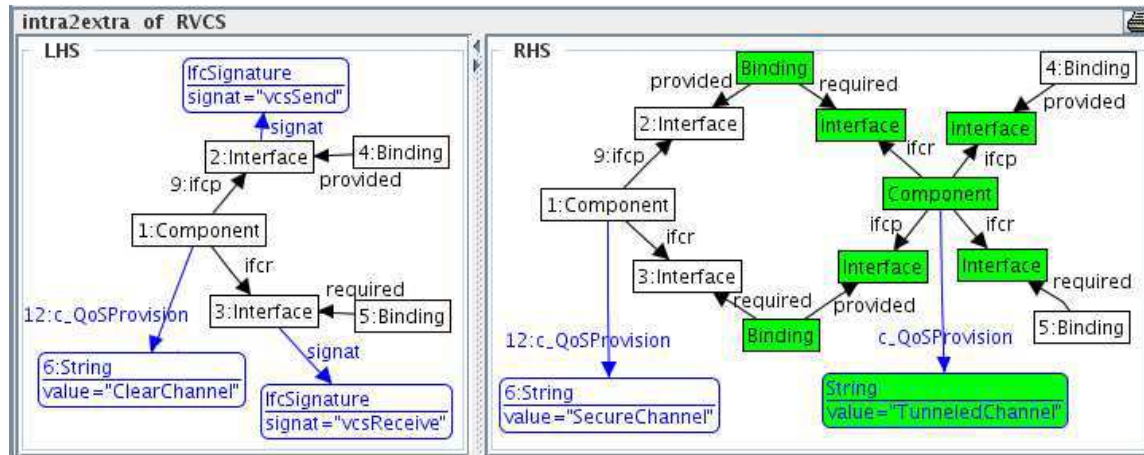 intra2extra of RVCS
LHS
IfcSignature
signat="vcsSend"
signat
2:Interface
4:Binding
provided
9:ifcp
1:Component
ifcr
required
3:Interface
5:Binding
12:c_QoSProvision
signat
6:String
value="ClearChannel"
IfcSignature
signat="vcsReceive"
RHS
Binding
4:Binding
provided
required
provided
2:Interface
Interface
Interface
9:ifcp
ifcr
ifcp
1:Component
Component
ifcr
ifcp
ifcr
3:Interface
Interface
Interface
required
provided
required
Binding
5:Binding
12:c_QoSProvision
c_QoSProvision
6:String
value="SecureChannel"
String
value="TunneledChannel"